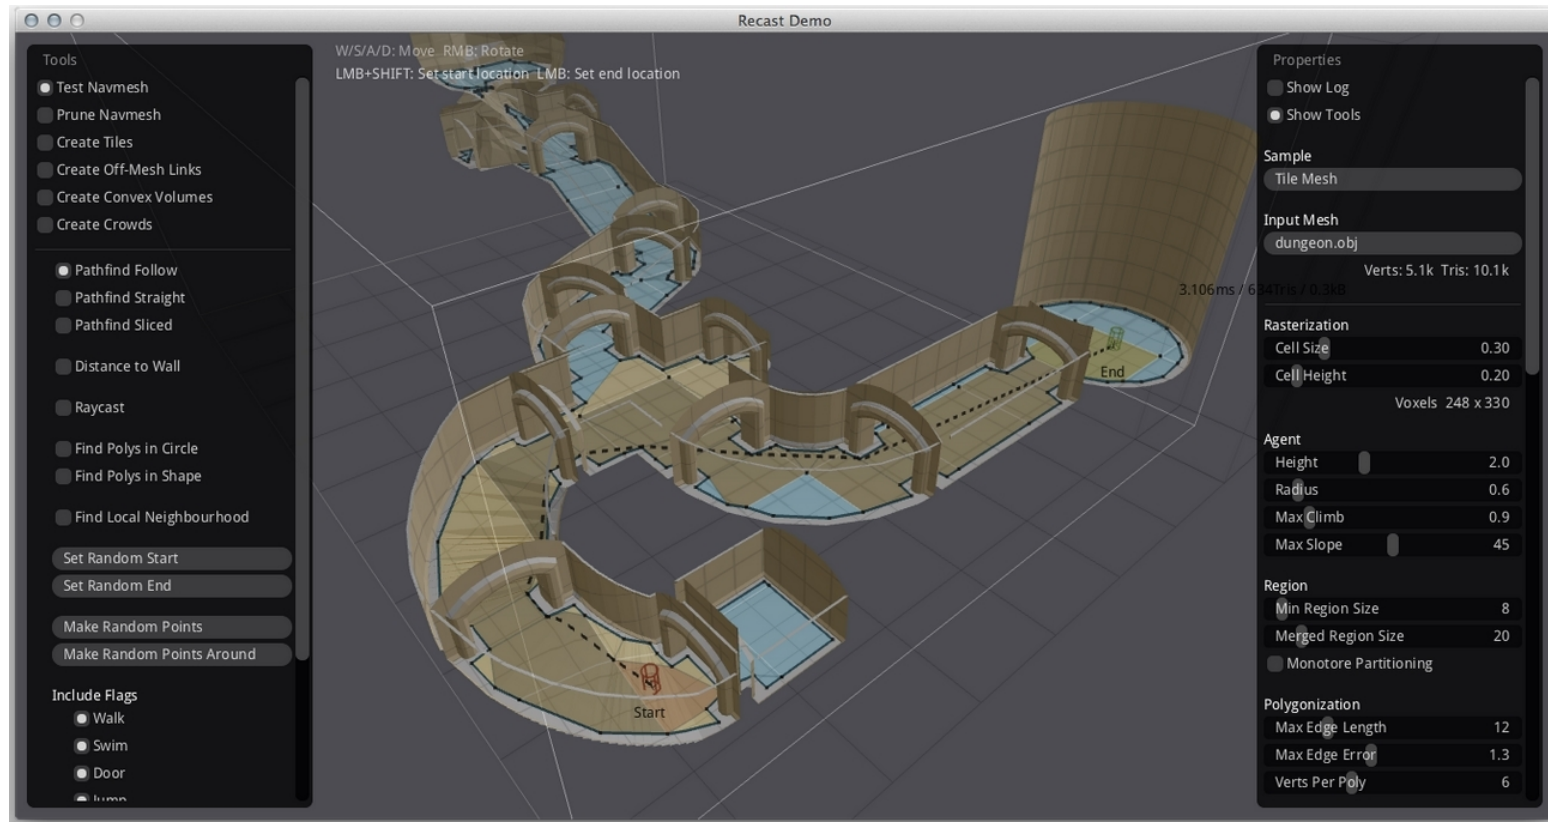 Recast Demo
Tools
Test Navmesh
Prune Navmesh
Create Tiles
Create Off-Mesh Links
Create Convex Volumes
Create Crowds
Pathfind Follow
Pathfind Straight
Pathfind Sliced
Distance to Wall
Raycast
Find Polys in Circle
Find Polys in Shape
Find Local Neighbourhood
Set Random Start
Set Random End
Make Random Points
Make Random Points Around
Include Flags
Walk
Swim
Door
Jump
W/S/A/D: Move RMB: Rotate
LMB+SHIFT: Set start location LMB: Set end location
3.106ms / 634Tris / 0.3kB
End
Start
Properties
Show Log
Show Tools
Sample
Tile Mesh
Input Mesh
dungeon.obj
Verts: 5.1k Tris: 10.1k
Rasterization
Cell Size 0.30
Cell Height 0.20
Voxels 248 x 330
Agent
Height 2.0
Radius 0.6
Max Climb 0.9
Max Slope 45
Region
Min Region Size 8
Merged Region Size 20
Monotore Partitioning
Polygonization
Max Edge Length 12
Max Edge Error 1.3
Verts Per Poly 6